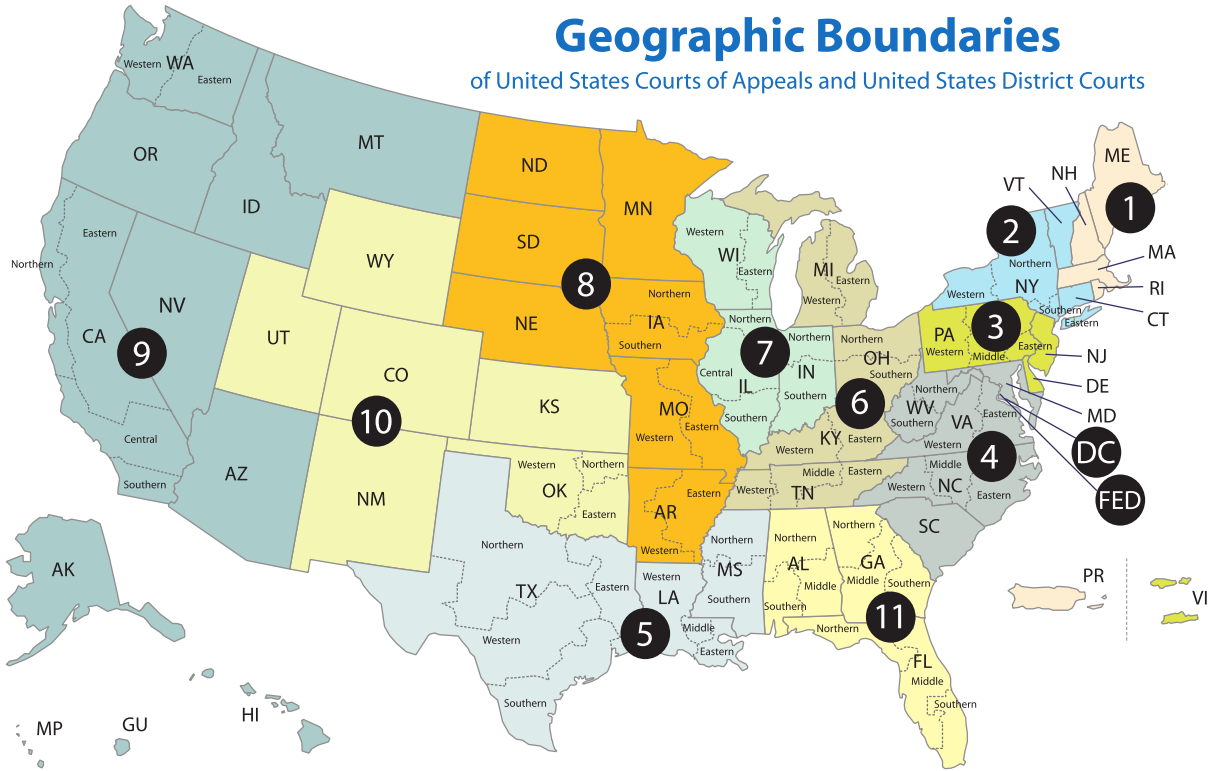 Geographic Boundaries
of United States Courts of Appeals and United States District Courts
WA
Western
Eastern
MT
OR
ID
ND
MN
SD
WY
NE
8
Northern
IA
Southern
Eastern
Northern
NV
CA
9
Central
Southern
UT
CO
10
KS
MO
Eastern
Western
AZ
NM
Western
Northern
OK
Eastern
AR
Eastern
Western
Western
WI
Eastern
MI
Eastern
Western
Northern
7
Central
IL
Southern
Northern
IN
Southern
Northern
OH
Southern
6
KY
Western
Eastern
Western
Middle
TN
Eastern
ME
NH
VT
1
2
MA
Northern
NY
Western
Southern
Eastern
RI
CT
PA
3
Western
Middle
Eastern
NJ
DE
MD
DC
FED
Northern
WV
Southern
VA
Eastern
Western
4
Middle
Western
NC
Eastern
SC
Northern
TX
Eastern
Western
Southern
Western
LA
5
Middle
Eastern
Northern
MS
Southern
Northern
AL
Middle
Southern
Northern
GA
Middle
Southern
11
Northern
FL
Middle
Southern
PR
VI
AK
HI
GU
MP